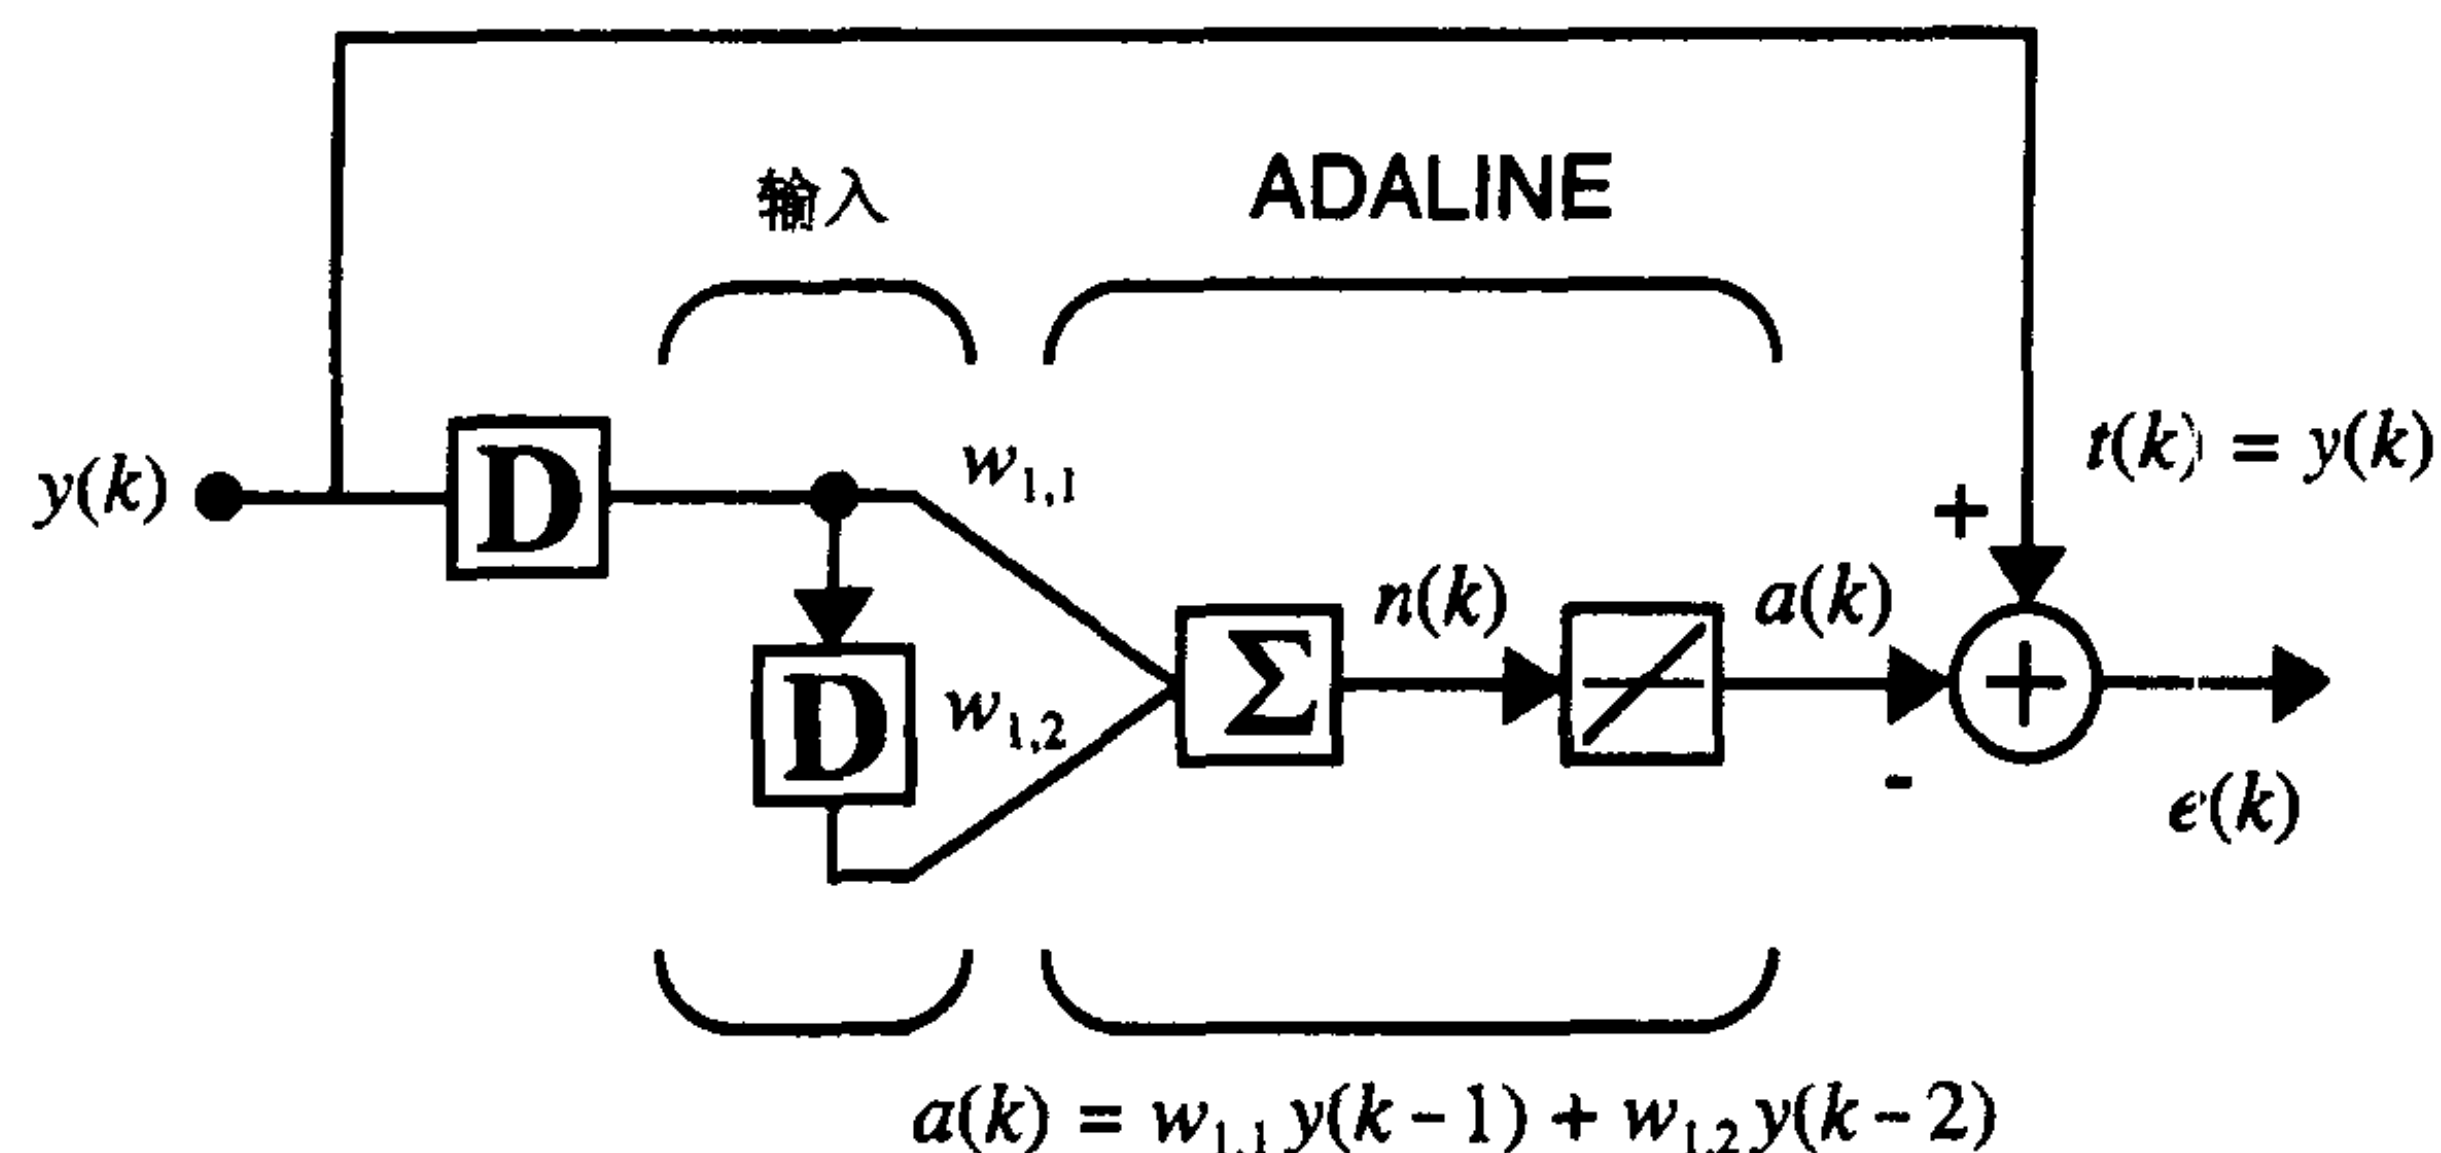 输入
ADALINE
y(k)
D
w1,1
t(k) = y(k)
+
D
w1,2
Σ
n(k)
a(k)
+
-
e(k)
a(k) = w1,1 y(k − 1) + w1,2 y(k − 2)